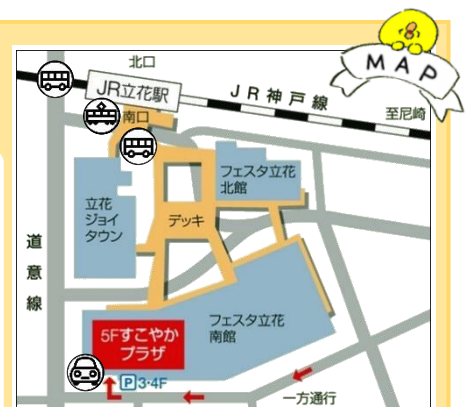 MAP
北口
JR立花駅
JR神戸線
至尼崎
南口
フェスタ立花
北館
立花
ジョイ
タウン
デッキ
道意線
フェスタ立花
南館
5Fすこやか
プラザ
P 3・4F
一方通行